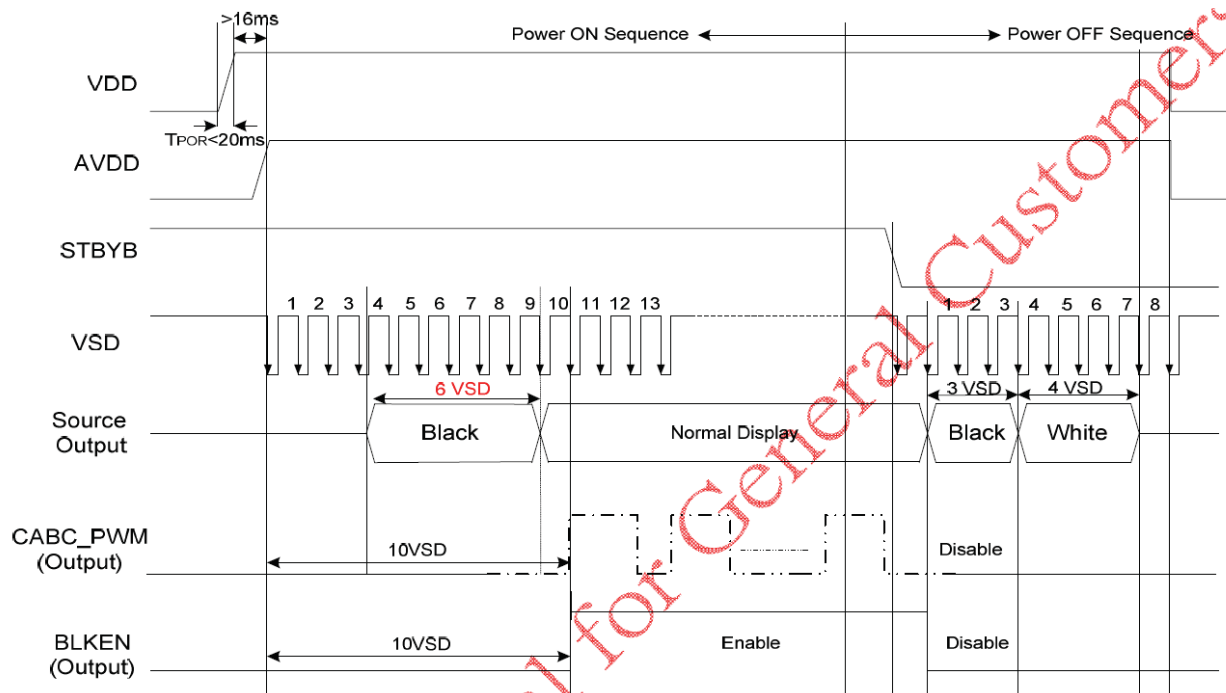 >16ms
Power ON Sequence
Power OFF Sequence
VDD
TPOR<20ms
AVDD
STBYB
1 2 3 4 5 6 7 8 9 10 11 12 13
1 2 3 4 5 6 7 8
VSD
6 VSD
3 VSD
4 VSD
Source
Output
Black
Normal Display
Black
White
CABC_PWM
(Output)
10VSD
Disable
BLKEN
(Output)
10VSD
Enable
Disable
for General Customer